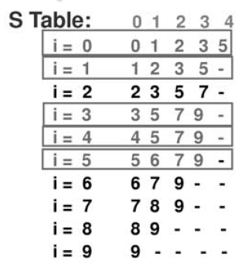 S Table: 0 1 2 3 4
i = 0 0 1 2 3 5
i = 1 1 2 3 5 -
i = 2 2 3 5 7 -
i = 3 3 5 7 9 -
i = 4 4 5 7 9 -
i = 5 5 6 7 9 -
i = 6 6 7 9 - -
i = 7 7 8 9 - -
i = 8 8 9 - - -
i = 9 9 - - - -